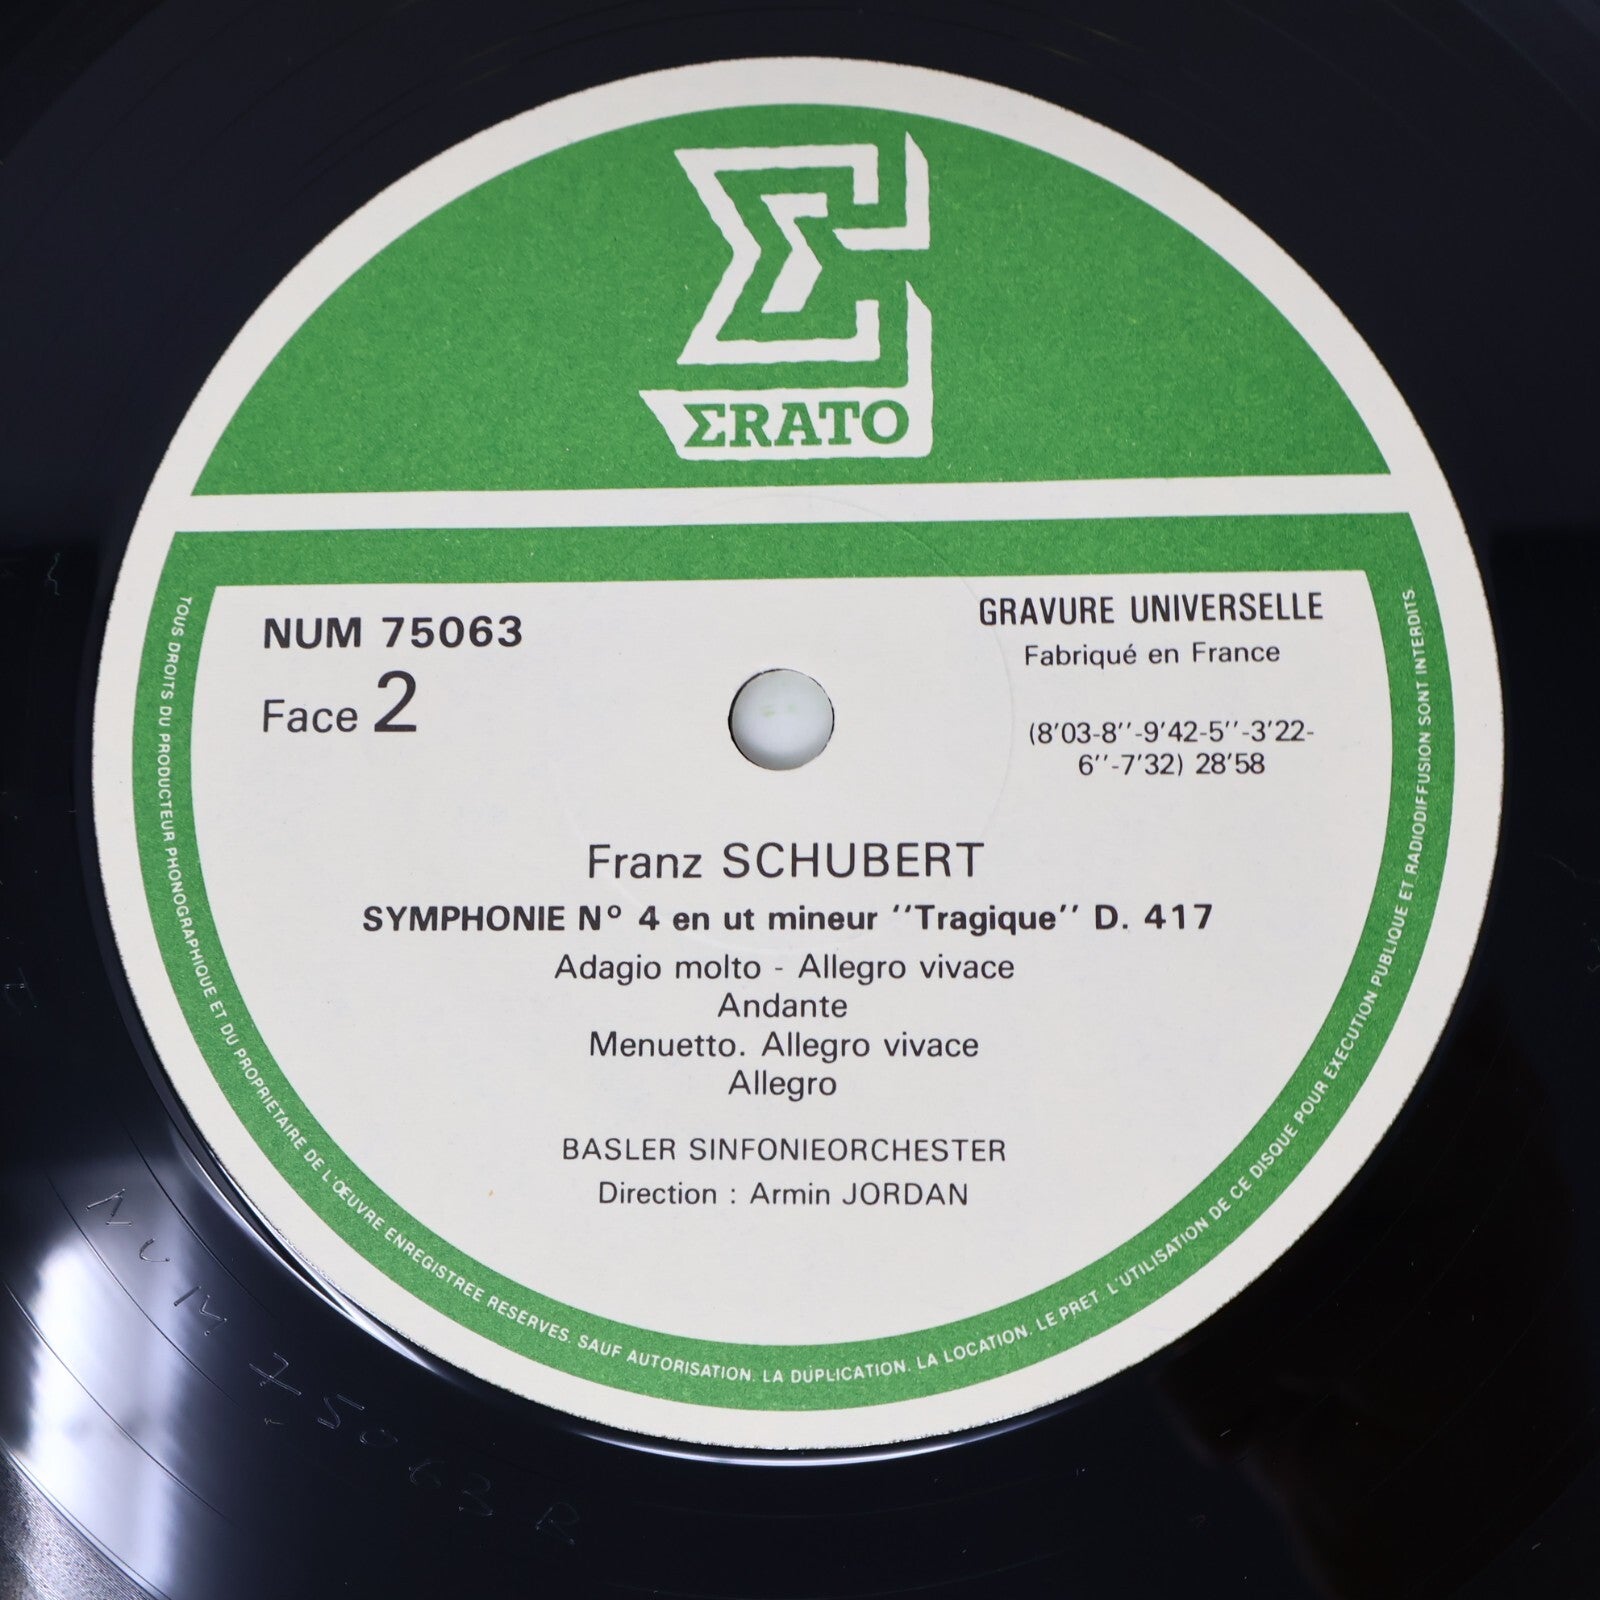 ΣRATO
NUM 75063
Face 2
GRAVURE UNIVERSELLE
Fabriqué en France
(8'03-8''-9'42-5''-3'22-
6''-7'32) 28'58
Franz SCHUBERT
SYMPHONIE Nº 4 en ut mineur ''Tragique'' D. 417
Adagio molto - Allegro vivace
Andante
Menuetto. Allegro vivace
Allegro
BASLER SINFONIEORCHESTER
Direction : Armin JORDAN
TOUS DROITS DU PRODUCTEUR PHONOGRAPHIQUE ET DU PROPRIETAIRE DE L'ŒUVRE ENREGISTREE RESERVES. SAUF AUTORISATION. LA DUPLICATION. LA LOCATION. LE PRET. L'UTILISATION DE CE DISQUE POUR EXECUTION PUBLIQUE ET RADIODIFFUSION SONT INTERDITS
NUM 75063 R